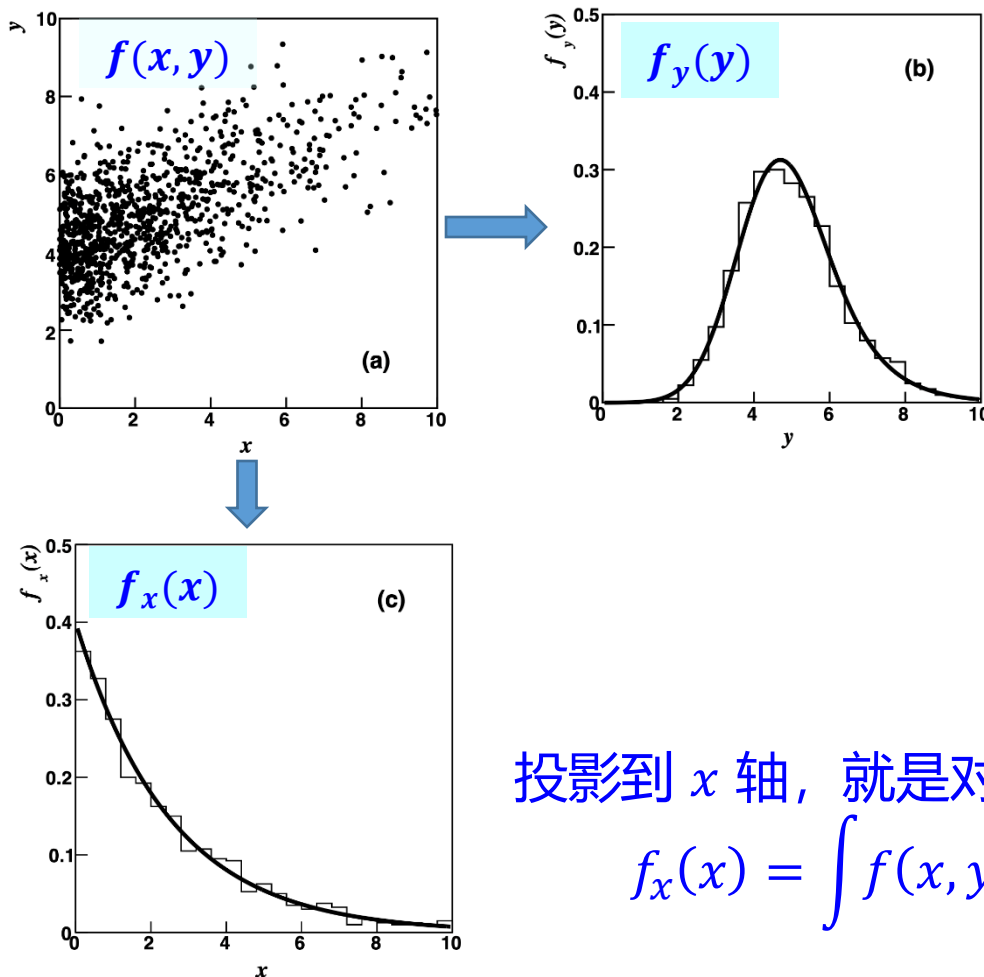 y
10
8
6
4
2
0
f(x, y)
(a)
0 2 4 6 8 10
x
f_y(y)
0.5
0.4
0.3
0.2
0.1
0
f_y(y)
(b)
0 2 4 6 8 10
y
f_x(x)
0.5
0.4
0.3
0.2
0.1
0
f_x(x)
(c)
0 2 4 6 8 10
x
投影到 x 轴，就是对
f_x(x) = ∫ f(x, y